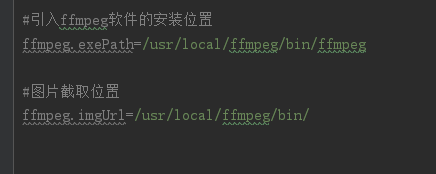 #引入ffmpeg软件的安装位置
ffmpeg.exePath=/usr/local/ffmpeg/bin/ffmpeg
#图片截取位置
ffmpeg.imgUrl=/usr/local/ffmpeg/bin/